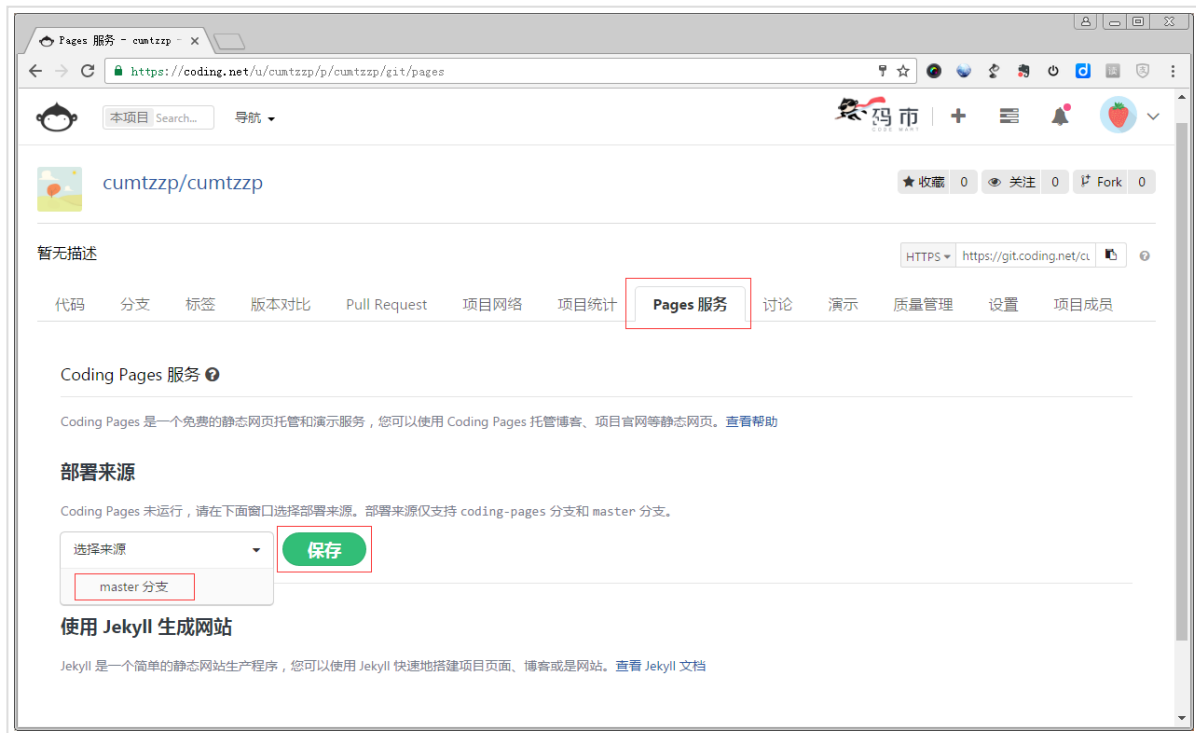 Pages 服务 - cumtzzp -
https://coding.net/u/cumtzzp/p/cumtzzp/git/pages
本项目 Search... 导航 码市
CODE MART
cumtzzp/cumtzzp 收藏 0 关注 0 Fork 0
暂无描述 HTTPS https://git.coding.net/cu
代码 分支 标签 版本对比 Pull Request 项目网络 项目统计 Pages 服务 讨论 演示 质量管理 设置 项目成员
Coding Pages 服务
Coding Pages 是一个免费的静态网页托管和演示服务，您可以使用 Coding Pages 托管博客、项目官网等静态网页。查看帮助
部署来源
Coding Pages 未运行，请在下面窗口选择部署来源。部署来源仅支持 coding-pages 分支和 master 分支。
选择来源 保存
master 分支
使用 Jekyll 生成网站
Jekyll 是一个简单的静态网站生产程序，您可以使用 Jekyll 快速地搭建项目页面、博客或是网站。查看 Jekyll 文档